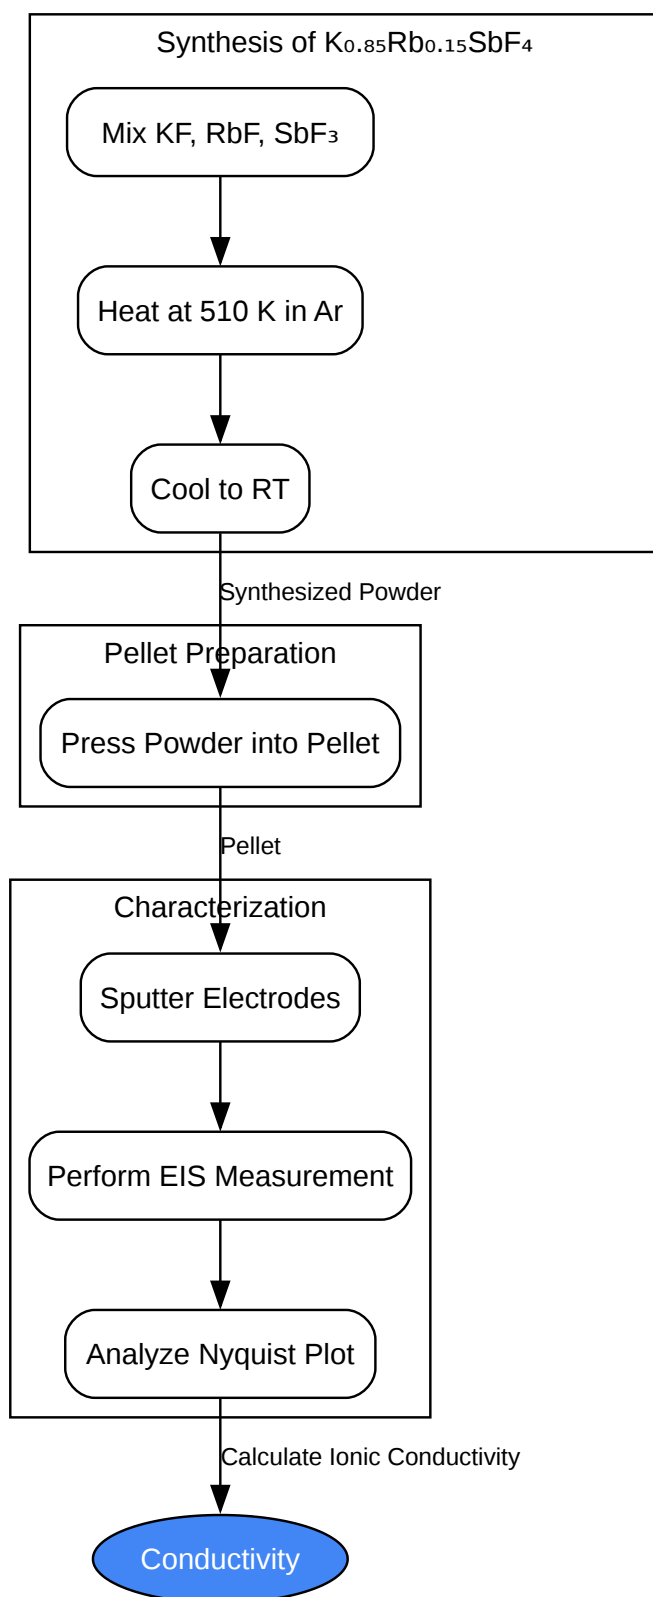 Synthesis of K₀.₈₅Rb₀.₁₅SbF₄
Mix KF, RbF, SbF₃
Heat at 510 K in Ar
Cool to RT
Synthesized Powder
Pellet Preparation
Press Powder into Pellet
Pellet
Characterization
Sputter Electrodes
Perform EIS Measurement
Analyze Nyquist Plot
Calculate Ionic Conductivity
Conductivity